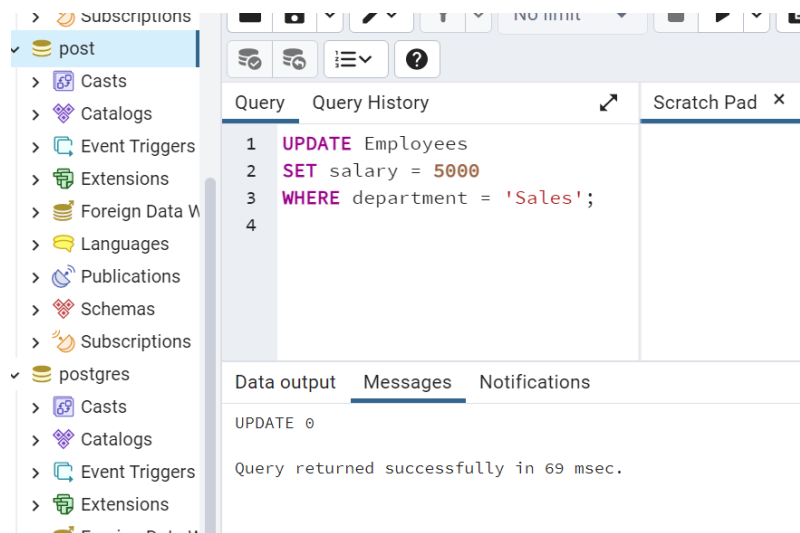 Subscriptions
post
Casts
Catalogs
Event Triggers
Extensions
Foreign Data W
Languages
Publications
Schemas
Subscriptions
postgres
Casts
Catalogs
Event Triggers
Extensions
No limit
Query
Query History
Scratch Pad
1 UPDATE Employees
2 SET salary = 5000
3 WHERE department = 'Sales';
4
Data output
Messages
Notifications
UPDATE 0
Query returned successfully in 69 msec.